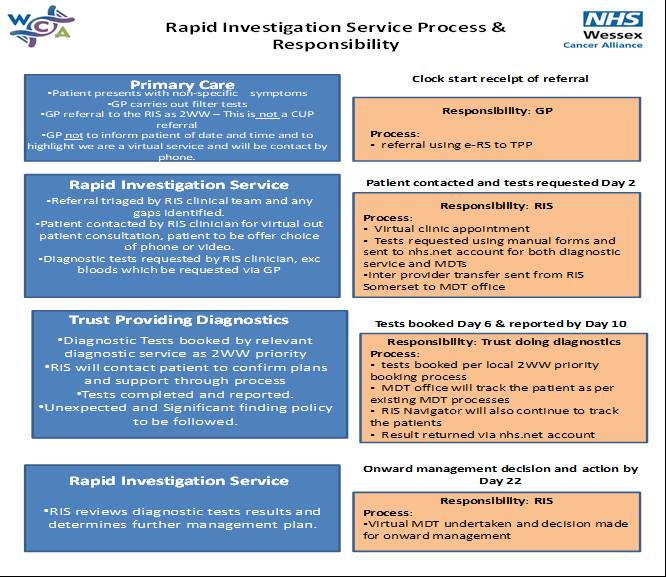 WCA
Rapid Investigation Service Process &
Responsibility
NHS
Wessex
Cancer Alliance
Primary Care
•Patient presents with non-specific symptoms
•GP carries out filter tests
•GP referral to the RIS as 2WW – This is not a CUP
referral
•GP not to inform patient of date and time and to
highlight we are a virtual service and will be contact by
phone.
Clock start receipt of referral
Responsibility: GP
Process:
• referral using e-RS to TPP
Rapid Investigation Service
•Referral triaged by RIS clinical team and any
gaps identified.
•Patient contacted by RIS clinician for virtual out
patient consultation, patient to be offer choice
of phone or video.
•Diagnostic tests requested by RIS clinician, exc
bloods which be requested via GP
Patient contacted and tests requested Day 2
Responsibility: RIS
Process:
• Virtual clinic appointment
• Tests requested using manual forms and
sent to nhs.net account for both diagnostic
service and MDTs
•Inter provider transfer sent from RIS
Somerset to MDT office
Trust Providing Diagnostics
•Diagnostic Tests booked by relevant
diagnostic service as 2WW priority
•RIS will contact patient to confirm plans
and support through process
•Tests completed and reported.
•Unexpected and Significant finding policy
to be followed.
Tests booked Day 6 & reported by Day 10
Responsibility: Trust doing diagnostics
Process:
• tests booked per local 2WW priority
booking process
• MDT office will track the patient as per
existing MDT processes
• RIS Navigator will also continue to track
the patients
• Result returned via nhs.net account
Rapid Investigation Service
•RIS reviews diagnostic tests results and
determines further management plan.
Onward management decision and action by
Day 22
Responsibility: RIS
Process:
•Virtual MDT undertaken and decision made
for onward management